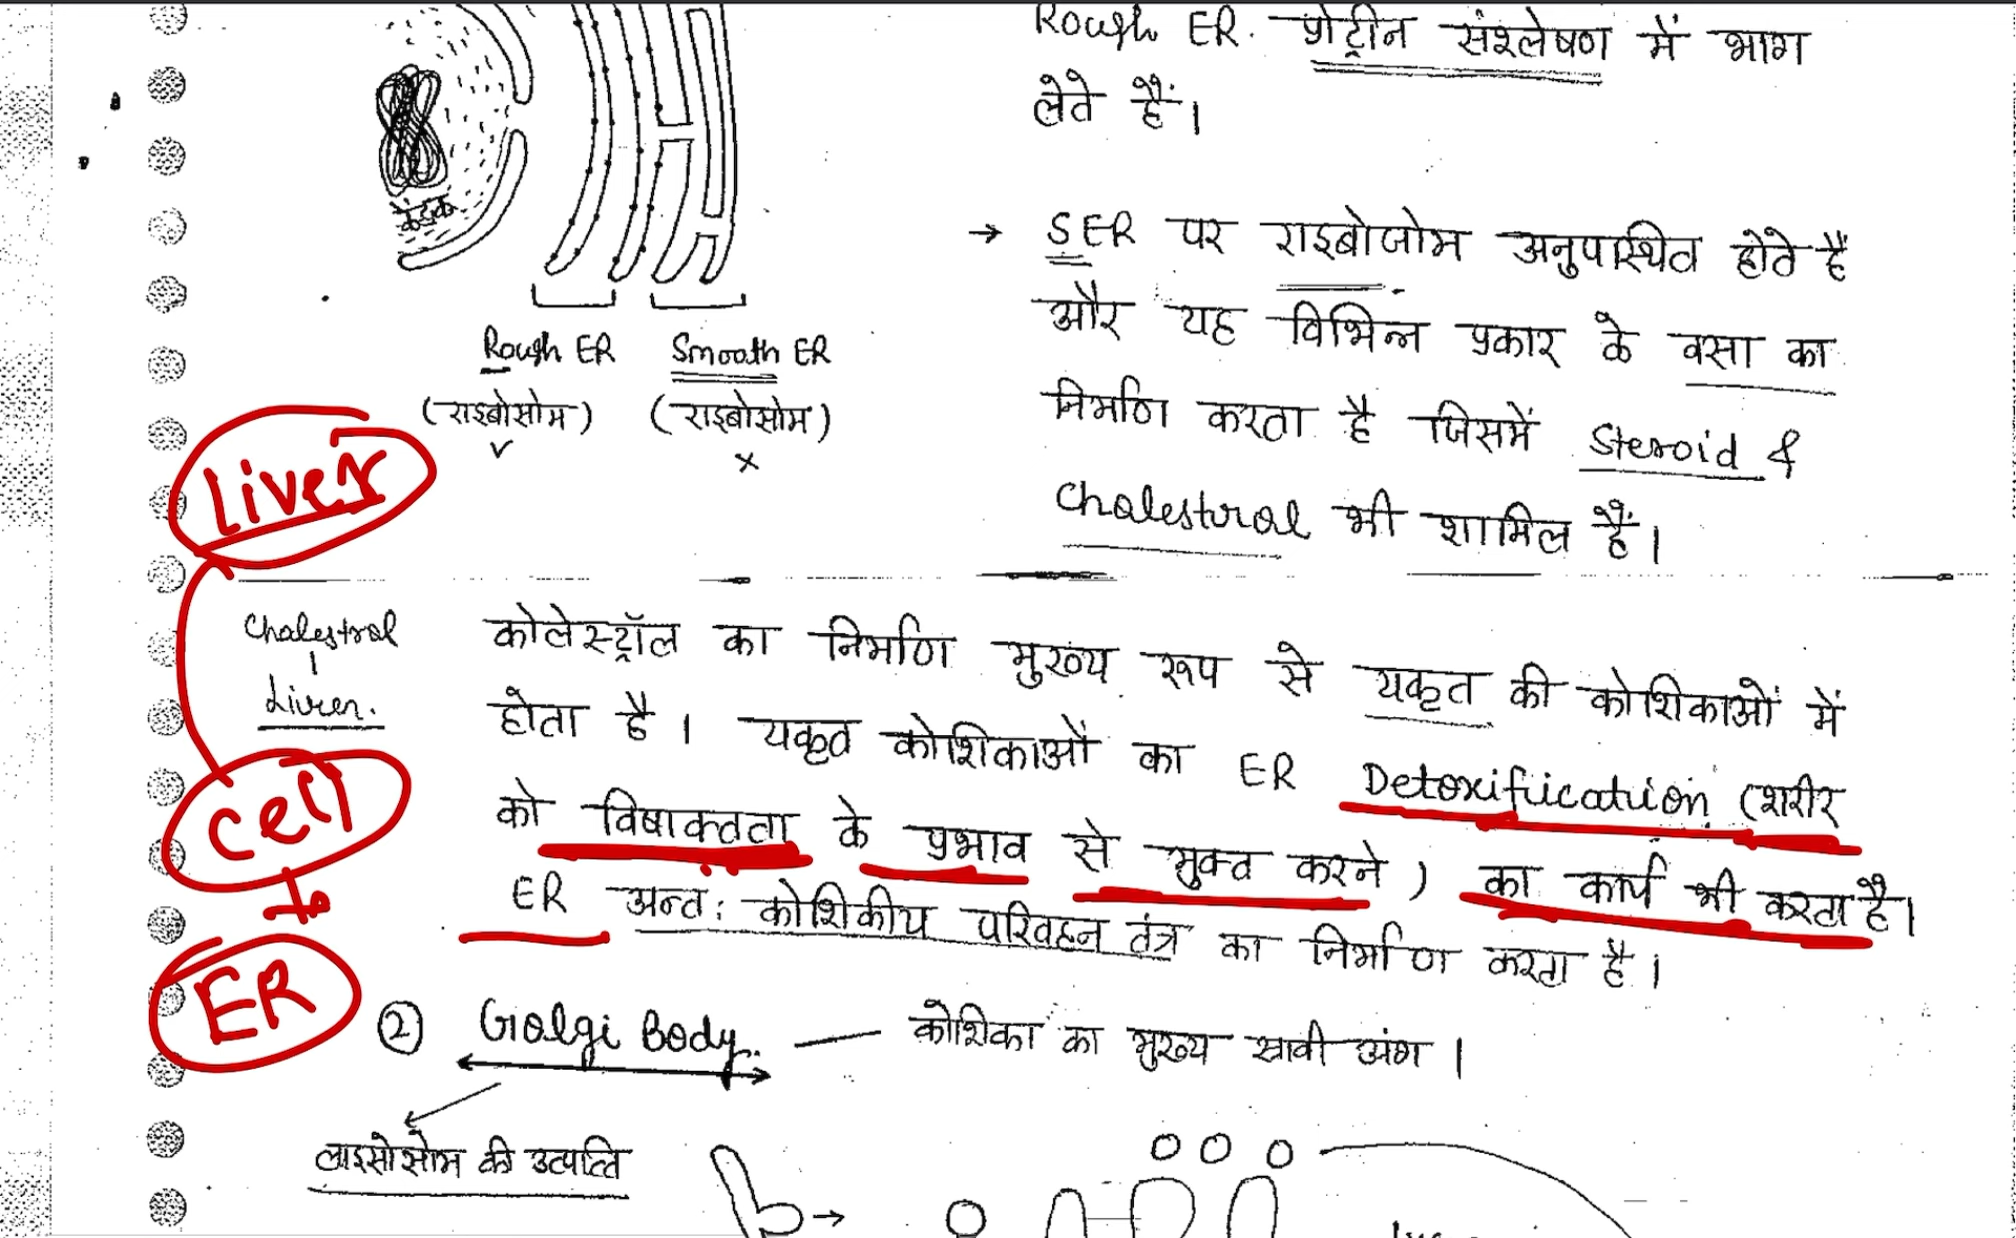 Rough ER. प्रोट्रीन संश्लेषण में भाग
लेते हैं।
केंद्रक
→ SER पर राइबोजोम अनुपस्थित होते हैं
और यह विभिन्न प्रकार के वसा का
निर्माण करता है जिसमें Steroid &
Chalestural भी शामिल हैं।
Rough ER
Smooth ER
(राइबोसोम)
(राइबोसोम)
✓
×
Liver
Chalestral
Liver.
कोलेस्ट्रॉल का निर्माण मुख्य रूप से यकृत की कोशिकाओं में
होता है। यकृत कोशिकाओं का ER Detoxification (शरीर
को विषाक्तता के प्रभाव से मुक्त करने) का कार्य भी करता है।
ER अन्त: कोशिकीय परिवहन तंत्र का निर्माण करता है।
Cell
ER
② Golgi Body. — कोशिका का मुख्य स्रावी अंग।
लाइसोसोम की उत्पत्ति